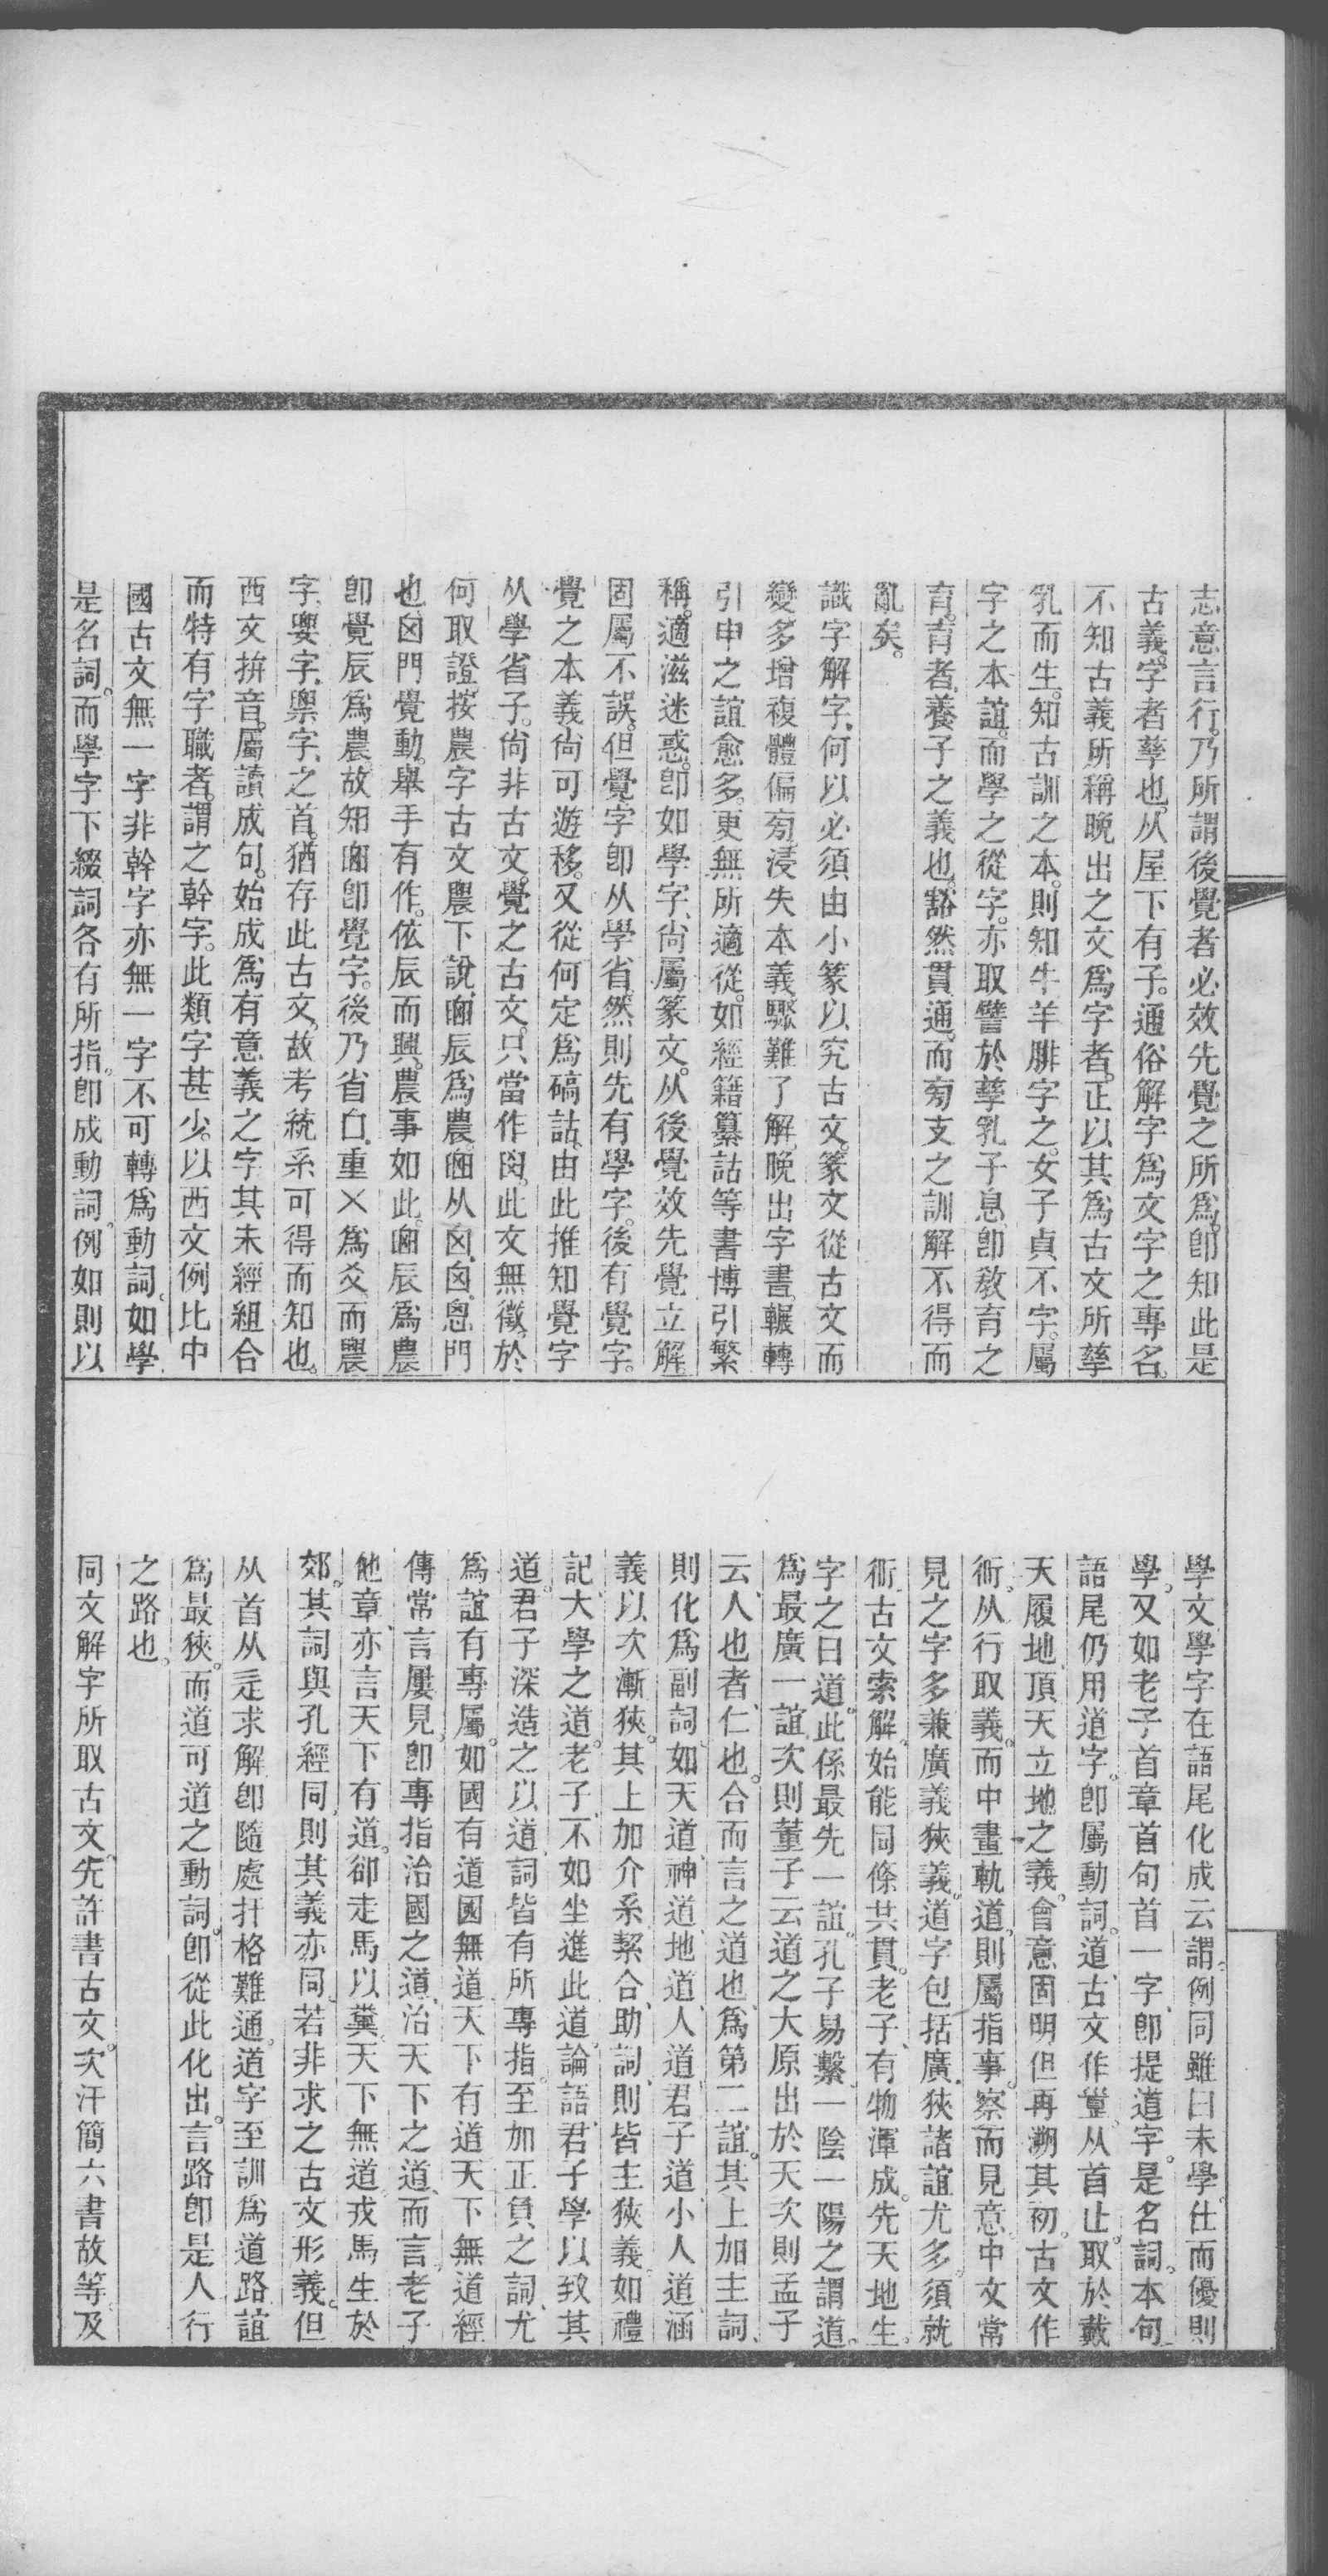 志意言行。乃所謂後覺者必效先覺之所爲。卽知此是
古義。字者孳也。从屋下有子。通俗解字爲文字之專名。
不知古義所稱晚出之文爲字者。正以其爲古文所孳
乳而生。知古訓之本。則知牛羊腓字之。女子貞不字。屬
字之本誼。而學之從字。亦取譬於孳乳子息卽敎育之
育。育者、養子之義也。豁然貫通。而旁支之訓解不得而
亂矣。
識字解字、何以必須由小篆以究古文。篆文從古文而
變。多增複體偏旁。浸失本義驟難了解。晚出字書。輾轉
引申之誼愈多。更無所適從。如經籍纂詁等書博引繁
稱。適滋迷惑。卽如學字、尙屬篆文。从後覺效先覺立解
固屬不誤。但覺字卽从學省。然則先有學字。後有覺字。
覺之本義尙可遊移。又從何定爲碻詁。由此推知覺字
从學省子。尙非古文。覺之古文。只當作𦥯。此文無徵。於
何取證。按農字古文農下說、𦥯辰爲農。𦥯从囟、囟、恖門
也囟門覺動。舉手有作。依辰而興。農事如此。𦥯辰爲農
卽覺辰爲農。故知𦥯卽覺字。後乃省囟、重㐅爲爻。而農
字、要字、䙴字、之首。猶存此古文。故考統系可得而知也。
西文拚音。屬讀成句。始成爲有意義之字其未經組合
而特有字職者。謂之幹字。此類字甚少。以西文例比中
國古文無一字非幹字亦無一字不可轉爲動詞。如學
是名詞。而學字下綴詞各有所指。卽成動詞。例如則以
學文學字在語尾化成云謂。例同雖曰未學。仕而優則
學。又如老子首章首句首一字、卽提道字。是名詞。本句
語尾仍用道字。卽屬動詞。道、古文作𡴹。从首止。取於戴
天履地、頂天立地之義。會意固明但再溯其初。古文作
衜。从行取義。而中畫軌道。則屬指事。察而見意。中文常
見之字多兼廣義狹義。道字包括廣狹諸誼尤多。須就
衜、古文索解。始能同條共貫。老子、有物渾成。先天地生。
字之曰道。此係最先一誼。孔子易繫、一陰一陽之謂道。
爲最廣一誼。次則董子云道之大原出於天次則孟子
云、人也者、仁也。合而言之道也、爲第二誼。其上加主詞、
則化爲副詞、如天道、神道、地道、人道、君子道、小人道、涵
義以次漸狹。其上加介系絜合、助詞、則皆主狹義。如禮
記、大學之道。老子、不如坐進此道。論語、君子學以致其
道。君子深造之以道、詞皆有所專指。至加正負之詞、尤
爲誼有專屬。如國有道國無道、天下有道天下無道經
傳常言屢見、卽專指治國之道、治天下之道、而言。老子
他章、亦言天下有道。卻走馬以糞。天下無道、戎馬生於
郊。其詞與孔經同、則其義亦同。若非求之古文形義。但
从首从辵求解卽隨處扞格難通。道字至訓爲道路、誼
爲最狹。而道可道之動詞。卽從此化出。言路卽是人行
之路也。
同文解字所取古文。先許書古文。次汗簡六書故等。及